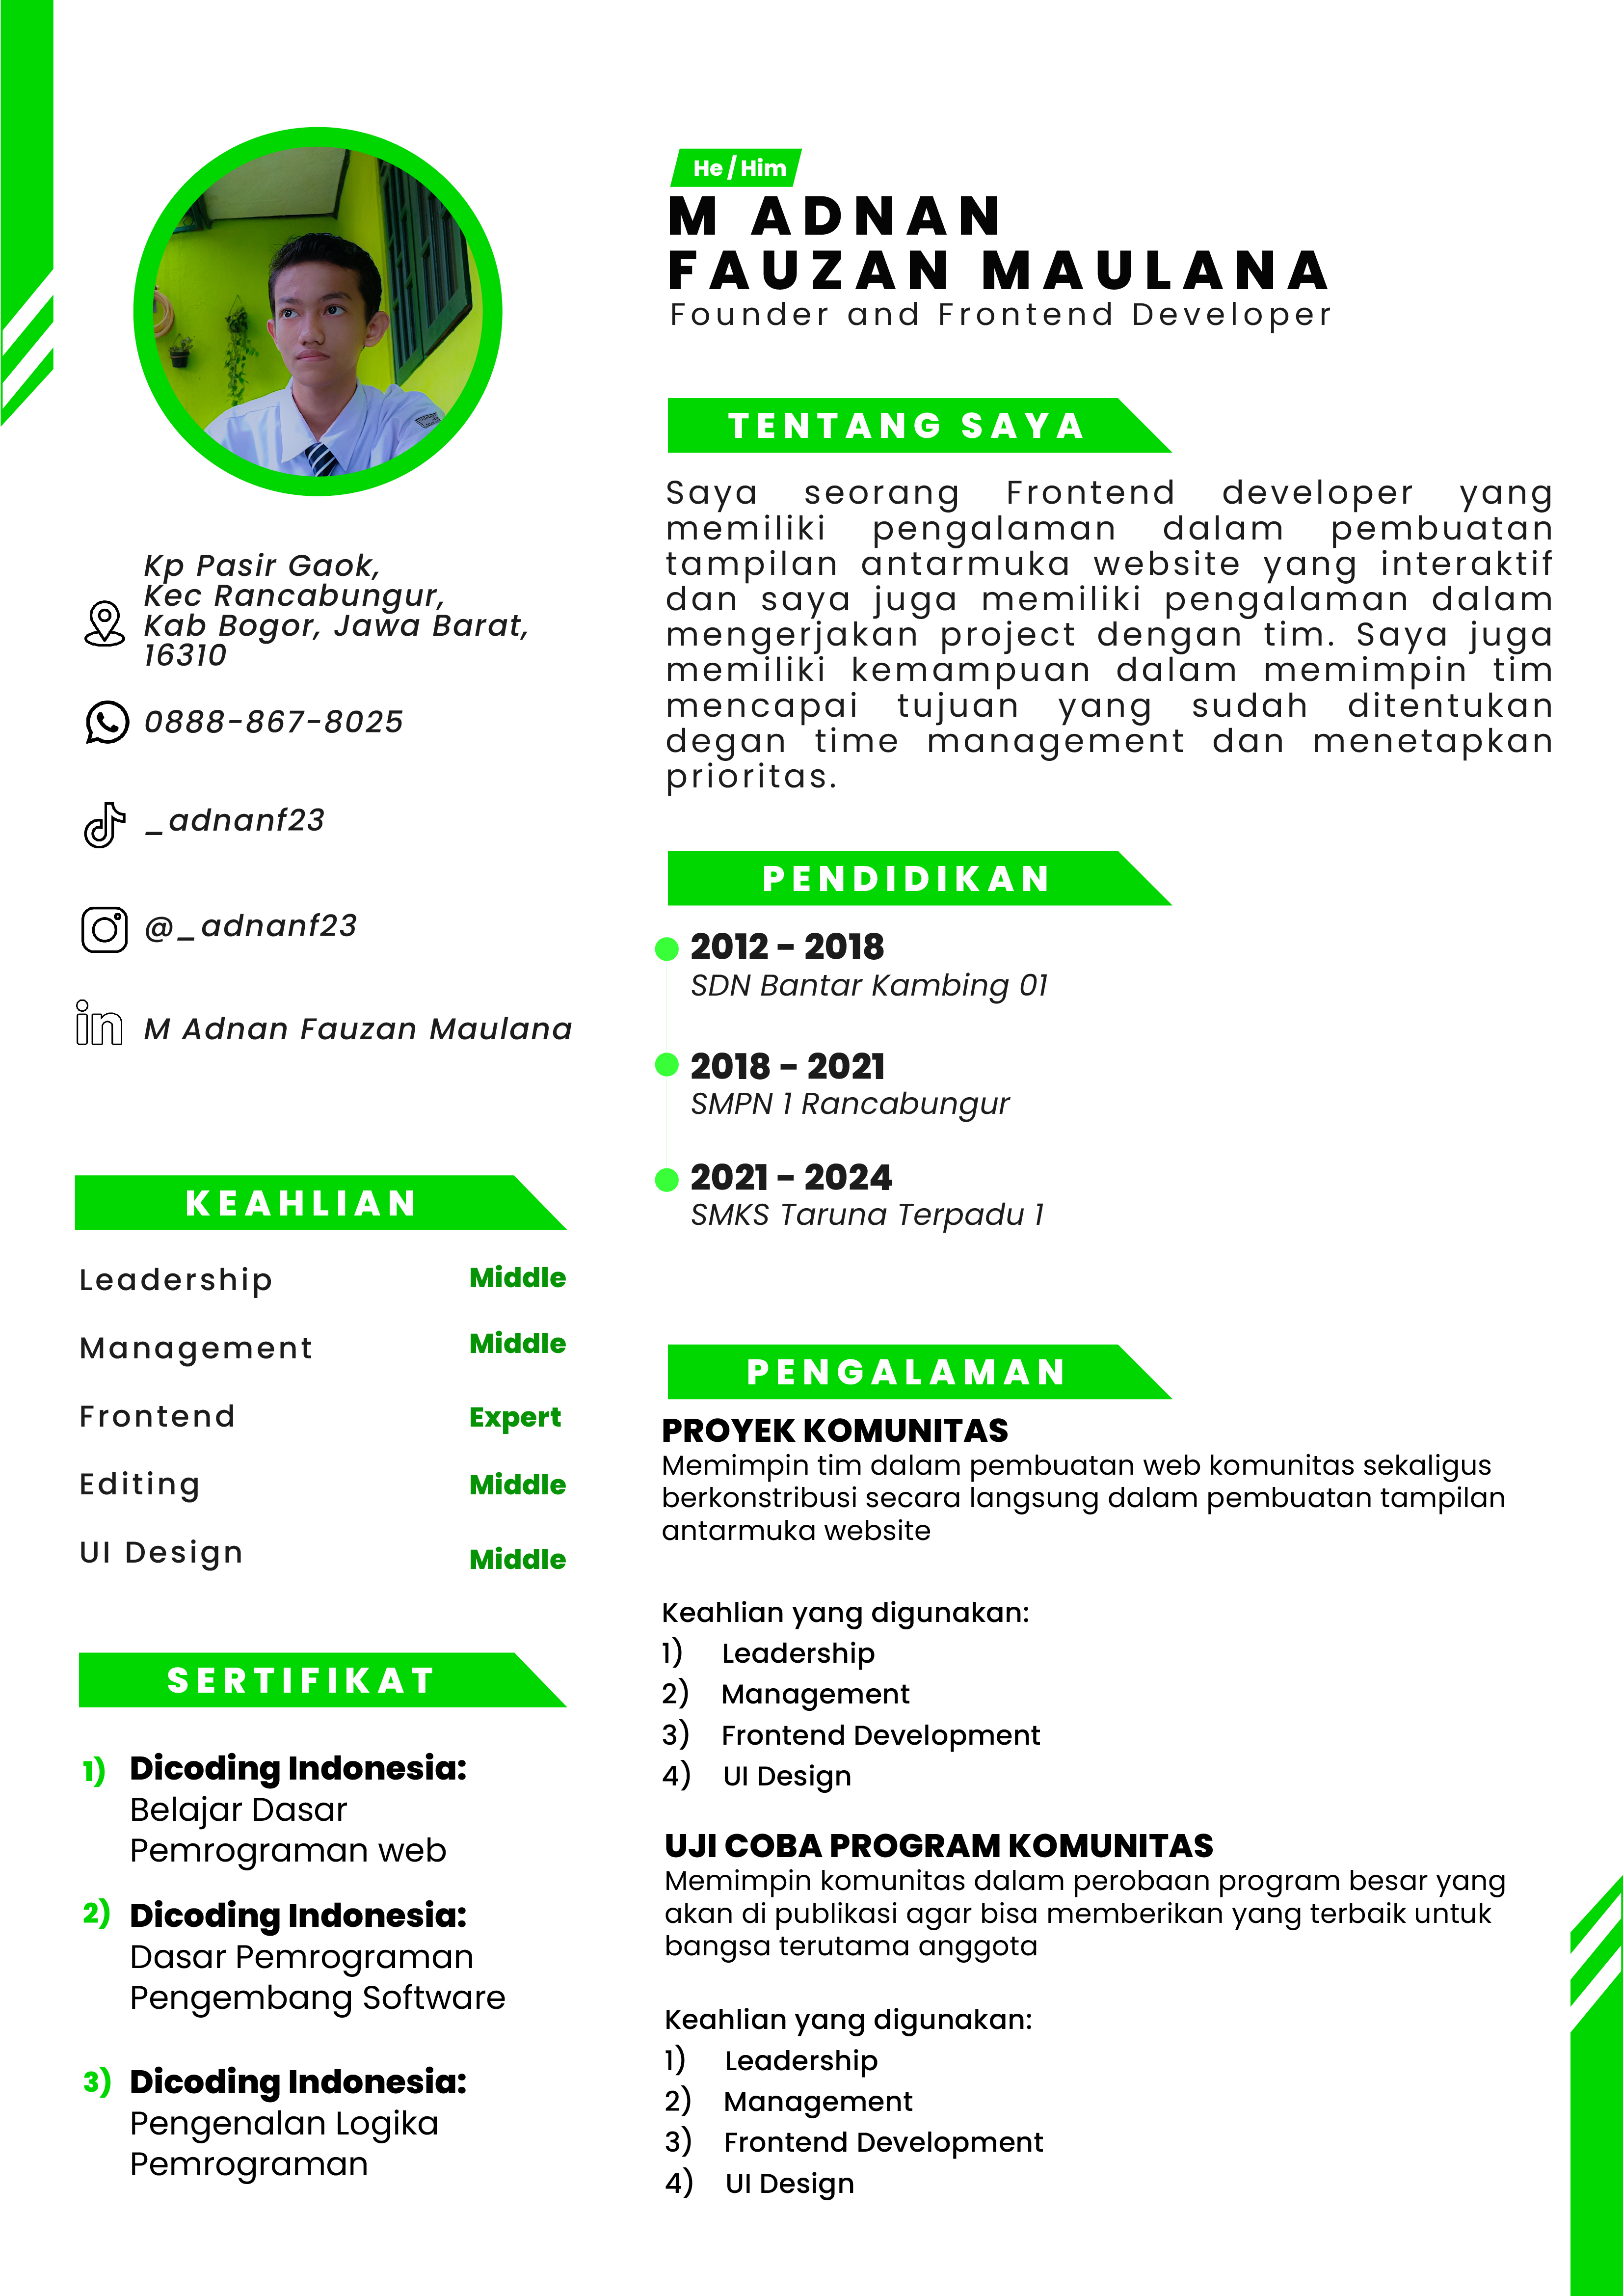 He / Him
M ADNAN
FAUZAN MAULANA
Founder and Frontend Developer
Kp Pasir Gaok,
Kec Rancabungur,
Kab Bogor, Jawa Barat,
16310
0888-867-8025
_adnanf23
@_adnanf23
in M Adnan Fauzan Maulana
KEAHLIAN
Leadership Middle
Management Middle
Frontend Expert
Editing Middle
UI Design Middle
SERTIFIKAT
1) Dicoding Indonesia:
Belajar Dasar
Pemrograman web
2) Dicoding Indonesia:
Dasar Pemrograman
Pengembang Software
3) Dicoding Indonesia:
Pengenalan Logika
Pemrograman
TENTANG SAYA
Saya seorang Frontend developer yang
memiliki pengalaman dalam pembuatan
tampilan antarmuka website yang interaktif
dan saya juga memiliki pengalaman dalam
mengerjakan project dengan tim. Saya juga
memiliki kemampuan dalam memimpin tim
mencapai tujuan yang sudah ditentukan
degan time management dan menetapkan
prioritas.
PENDIDIKAN
2012 - 2018
SDN Bantar Kambing 01
2018 - 2021
SMPN 1 Rancabungur
2021 - 2024
SMKS Taruna Terpadu 1
PENGALAMAN
PROYEK KOMUNITAS
Memimpin tim dalam pembuatan web komunitas sekaligus
berkonstribusi secara langsung dalam pembuatan tampilan
antarmuka website
Keahlian yang digunakan:
1) Leadership
2) Management
3) Frontend Development
4) UI Design
UJI COBA PROGRAM KOMUNITAS
Memimpin komunitas dalam perobaan program besar yang
akan di publikasi agar bisa memberikan yang terbaik untuk
bangsa terutama anggota
Keahlian yang digunakan:
1) Leadership
2) Management
3) Frontend Development
4) UI Design